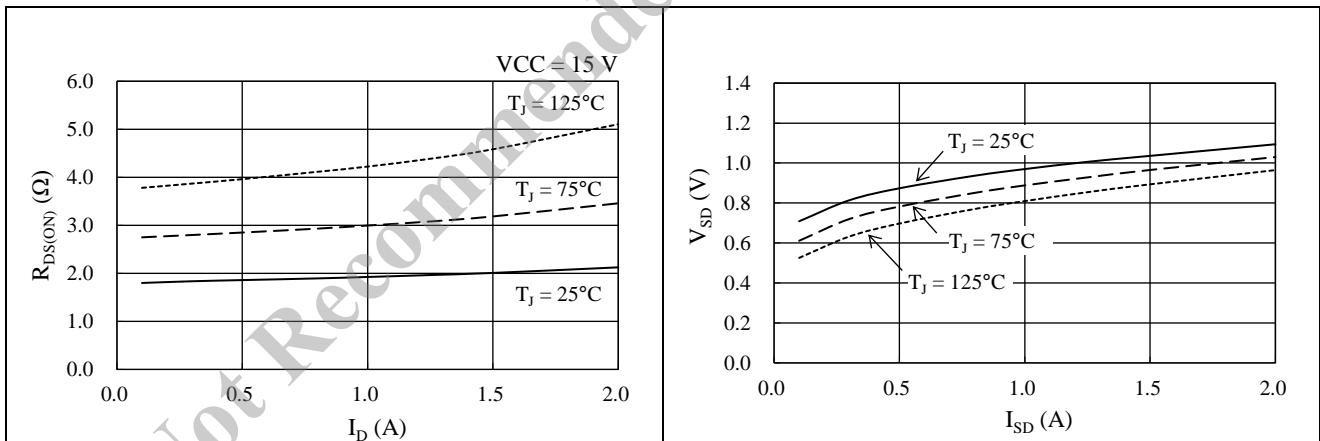 VCC = 15 V
6.0
5.0
4.0
3.0
2.0
1.0
0.0
R_DS(ON) (Ω)
T_J = 125°C
T_J = 75°C
T_J = 25°C
0.0 0.5 1.0 1.5 2.0
I_D (A)
1.4
1.2
1.0
0.8
0.6
0.4
0.2
0.0
V_SD (V)
T_J = 25°C
T_J = 75°C
T_J = 125°C
0.0 0.5 1.0 1.5 2.0
I_SD (A)
Not Recommende